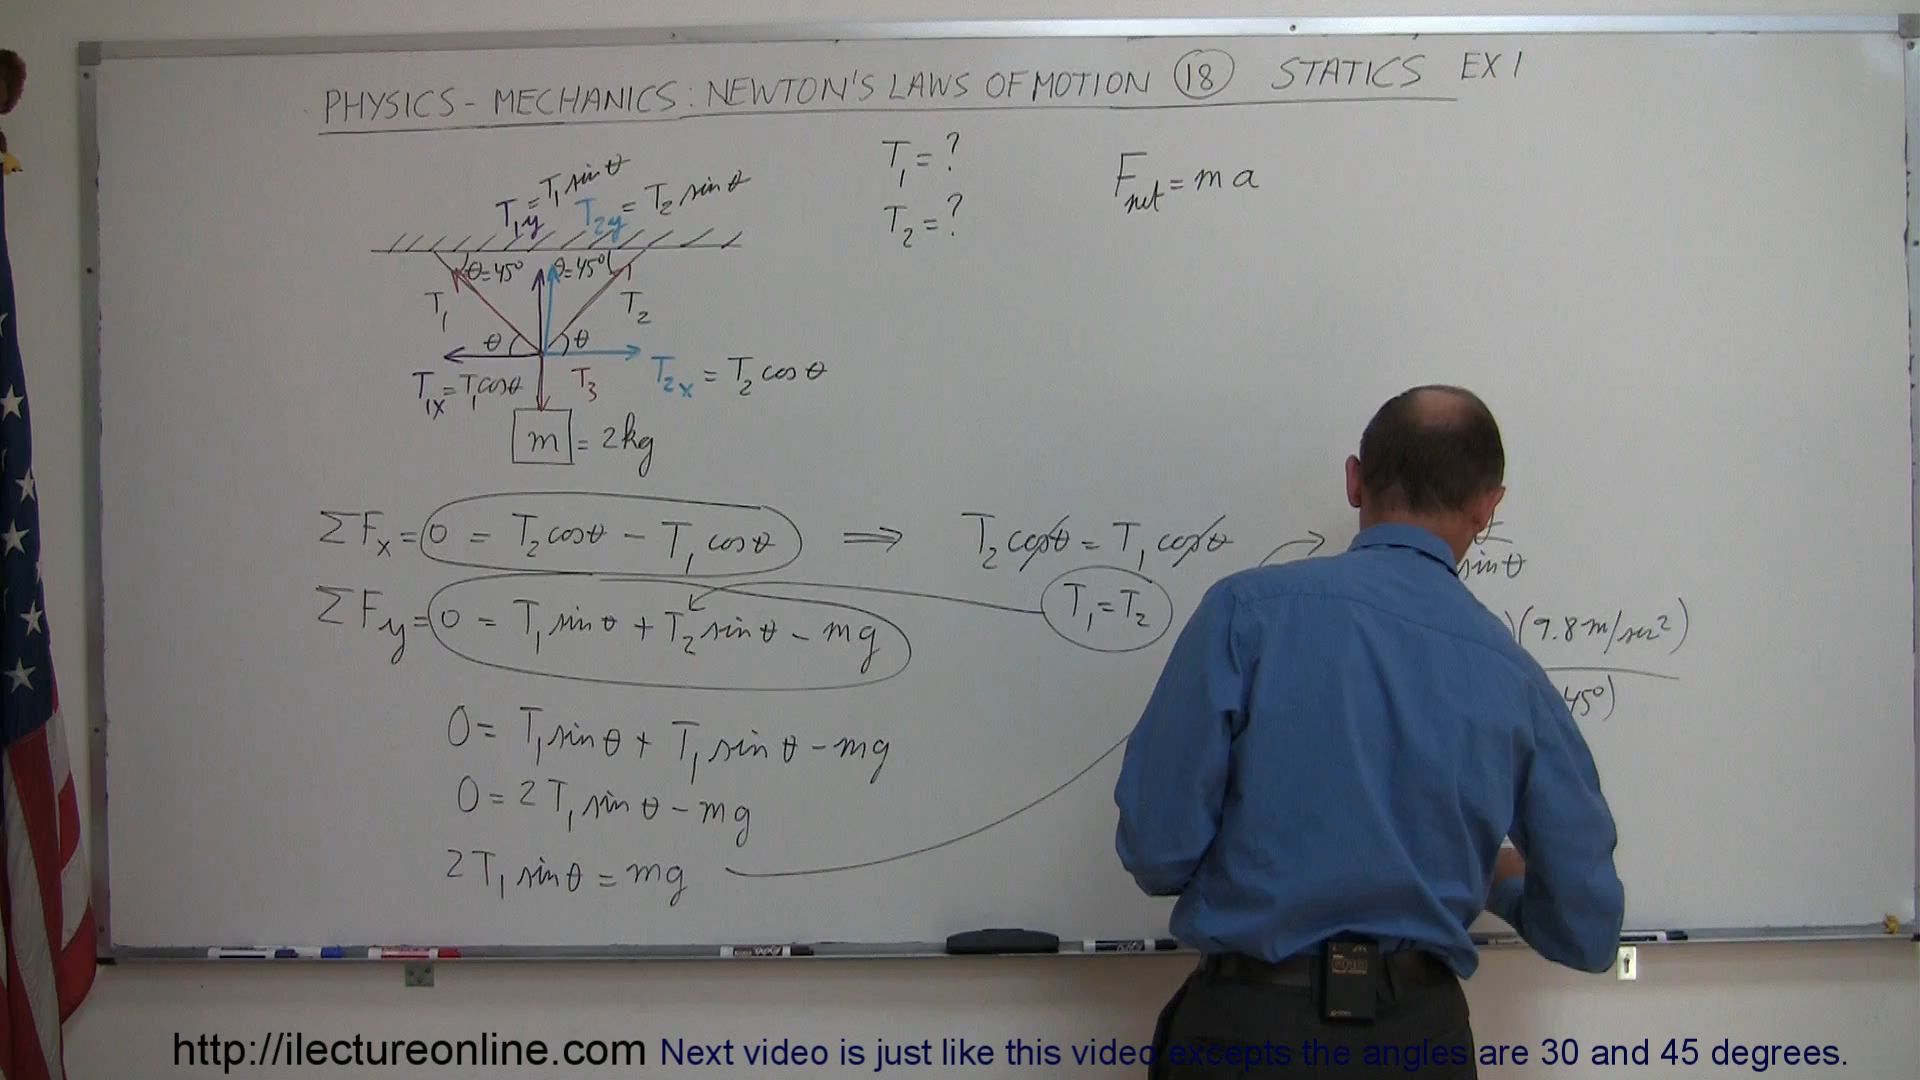 PHYSICS - MECHANICS: NEWTON'S LAWS OF MOTION 18 STATICS EX 1
T₁ = ?
T₂ = ?
F_net = ma
T₁y = T₁ sin θ
T₂y = T₂ sin θ
θ=45° θ=45°
T₁ T₂
θ θ
T₁x = T₁ cos θ
T₃
T₂x = T₂ cos θ
m = 2kg
ΣFx = 0 = T₂ cos θ - T₁ cos θ ⇒ T₂ cos θ = T₁ cos θ
T₁ = T₂
ΣFy = 0 = T₁ sin θ + T₂ sin θ - mg
0 = T₁ sin θ + T₁ sin θ - mg
0 = 2 T₁ sin θ - mg
2 T₁ sin θ = mg
sin θ
)(9.8 m/sec²)
45°)
http://ilectureonline.com Next video is just like this video excepts the angles are 30 and 45 degrees.